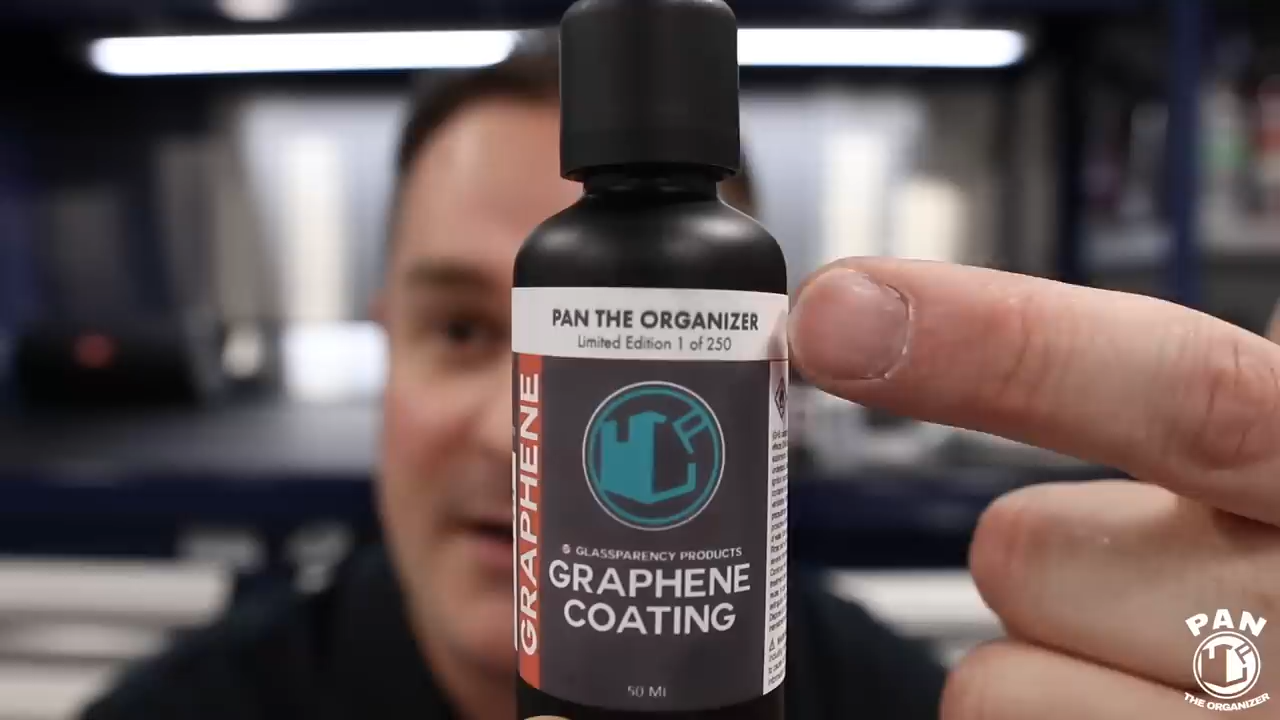 PAN THE ORGANIZER
Limited Edition 1 of 250
GRAPHENE
& GLASSPARENCY PRODUCTS
GRAPHENE
COATING
50 Ml
PAN
THE ORGANIZER